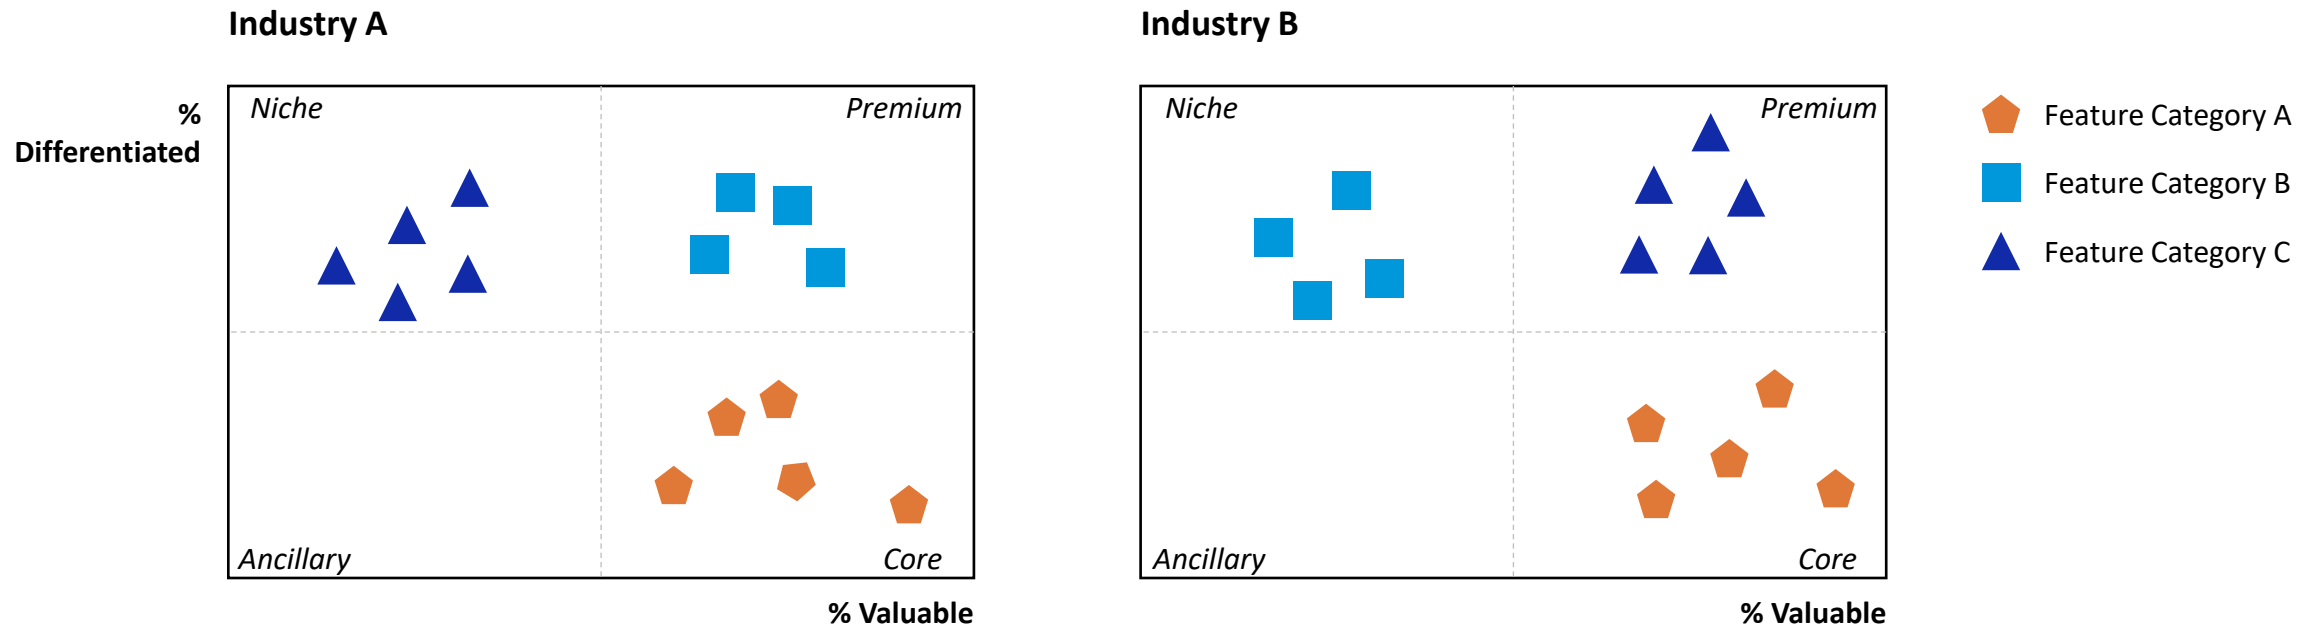 Industry A
Industry B
%
Differentiated
Niche
Premium
Ancillary
Core
% Valuable
Niche
Premium
Ancillary
Core
% Valuable
Feature Category A
Feature Category B
Feature Category C